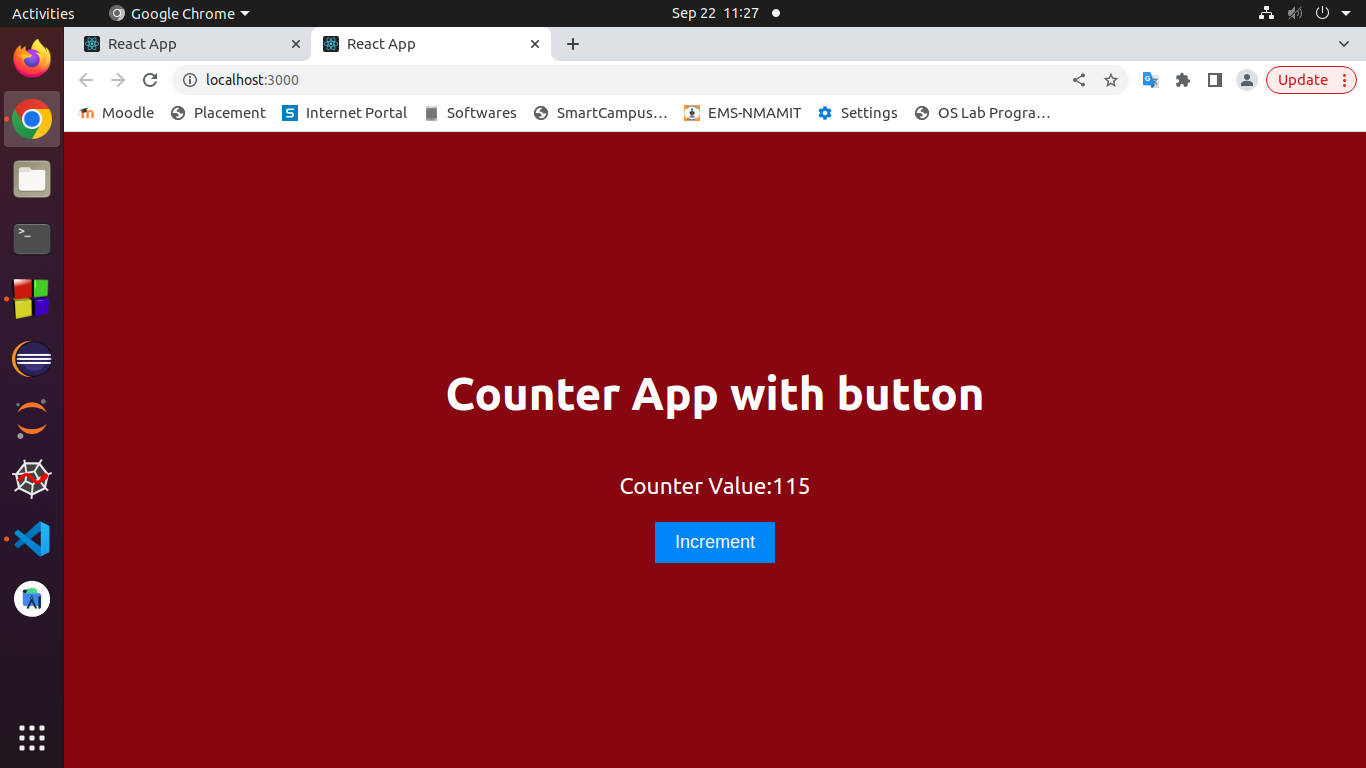 Activities Google Chrome Sep 22 11:27
React App React App
localhost:3000 Update
Moodle Placement Internet Portal Softwares SmartCampus… EMS-NMAMIT Settings OS Lab Progra…
Counter App with button
Counter Value:115
Increment